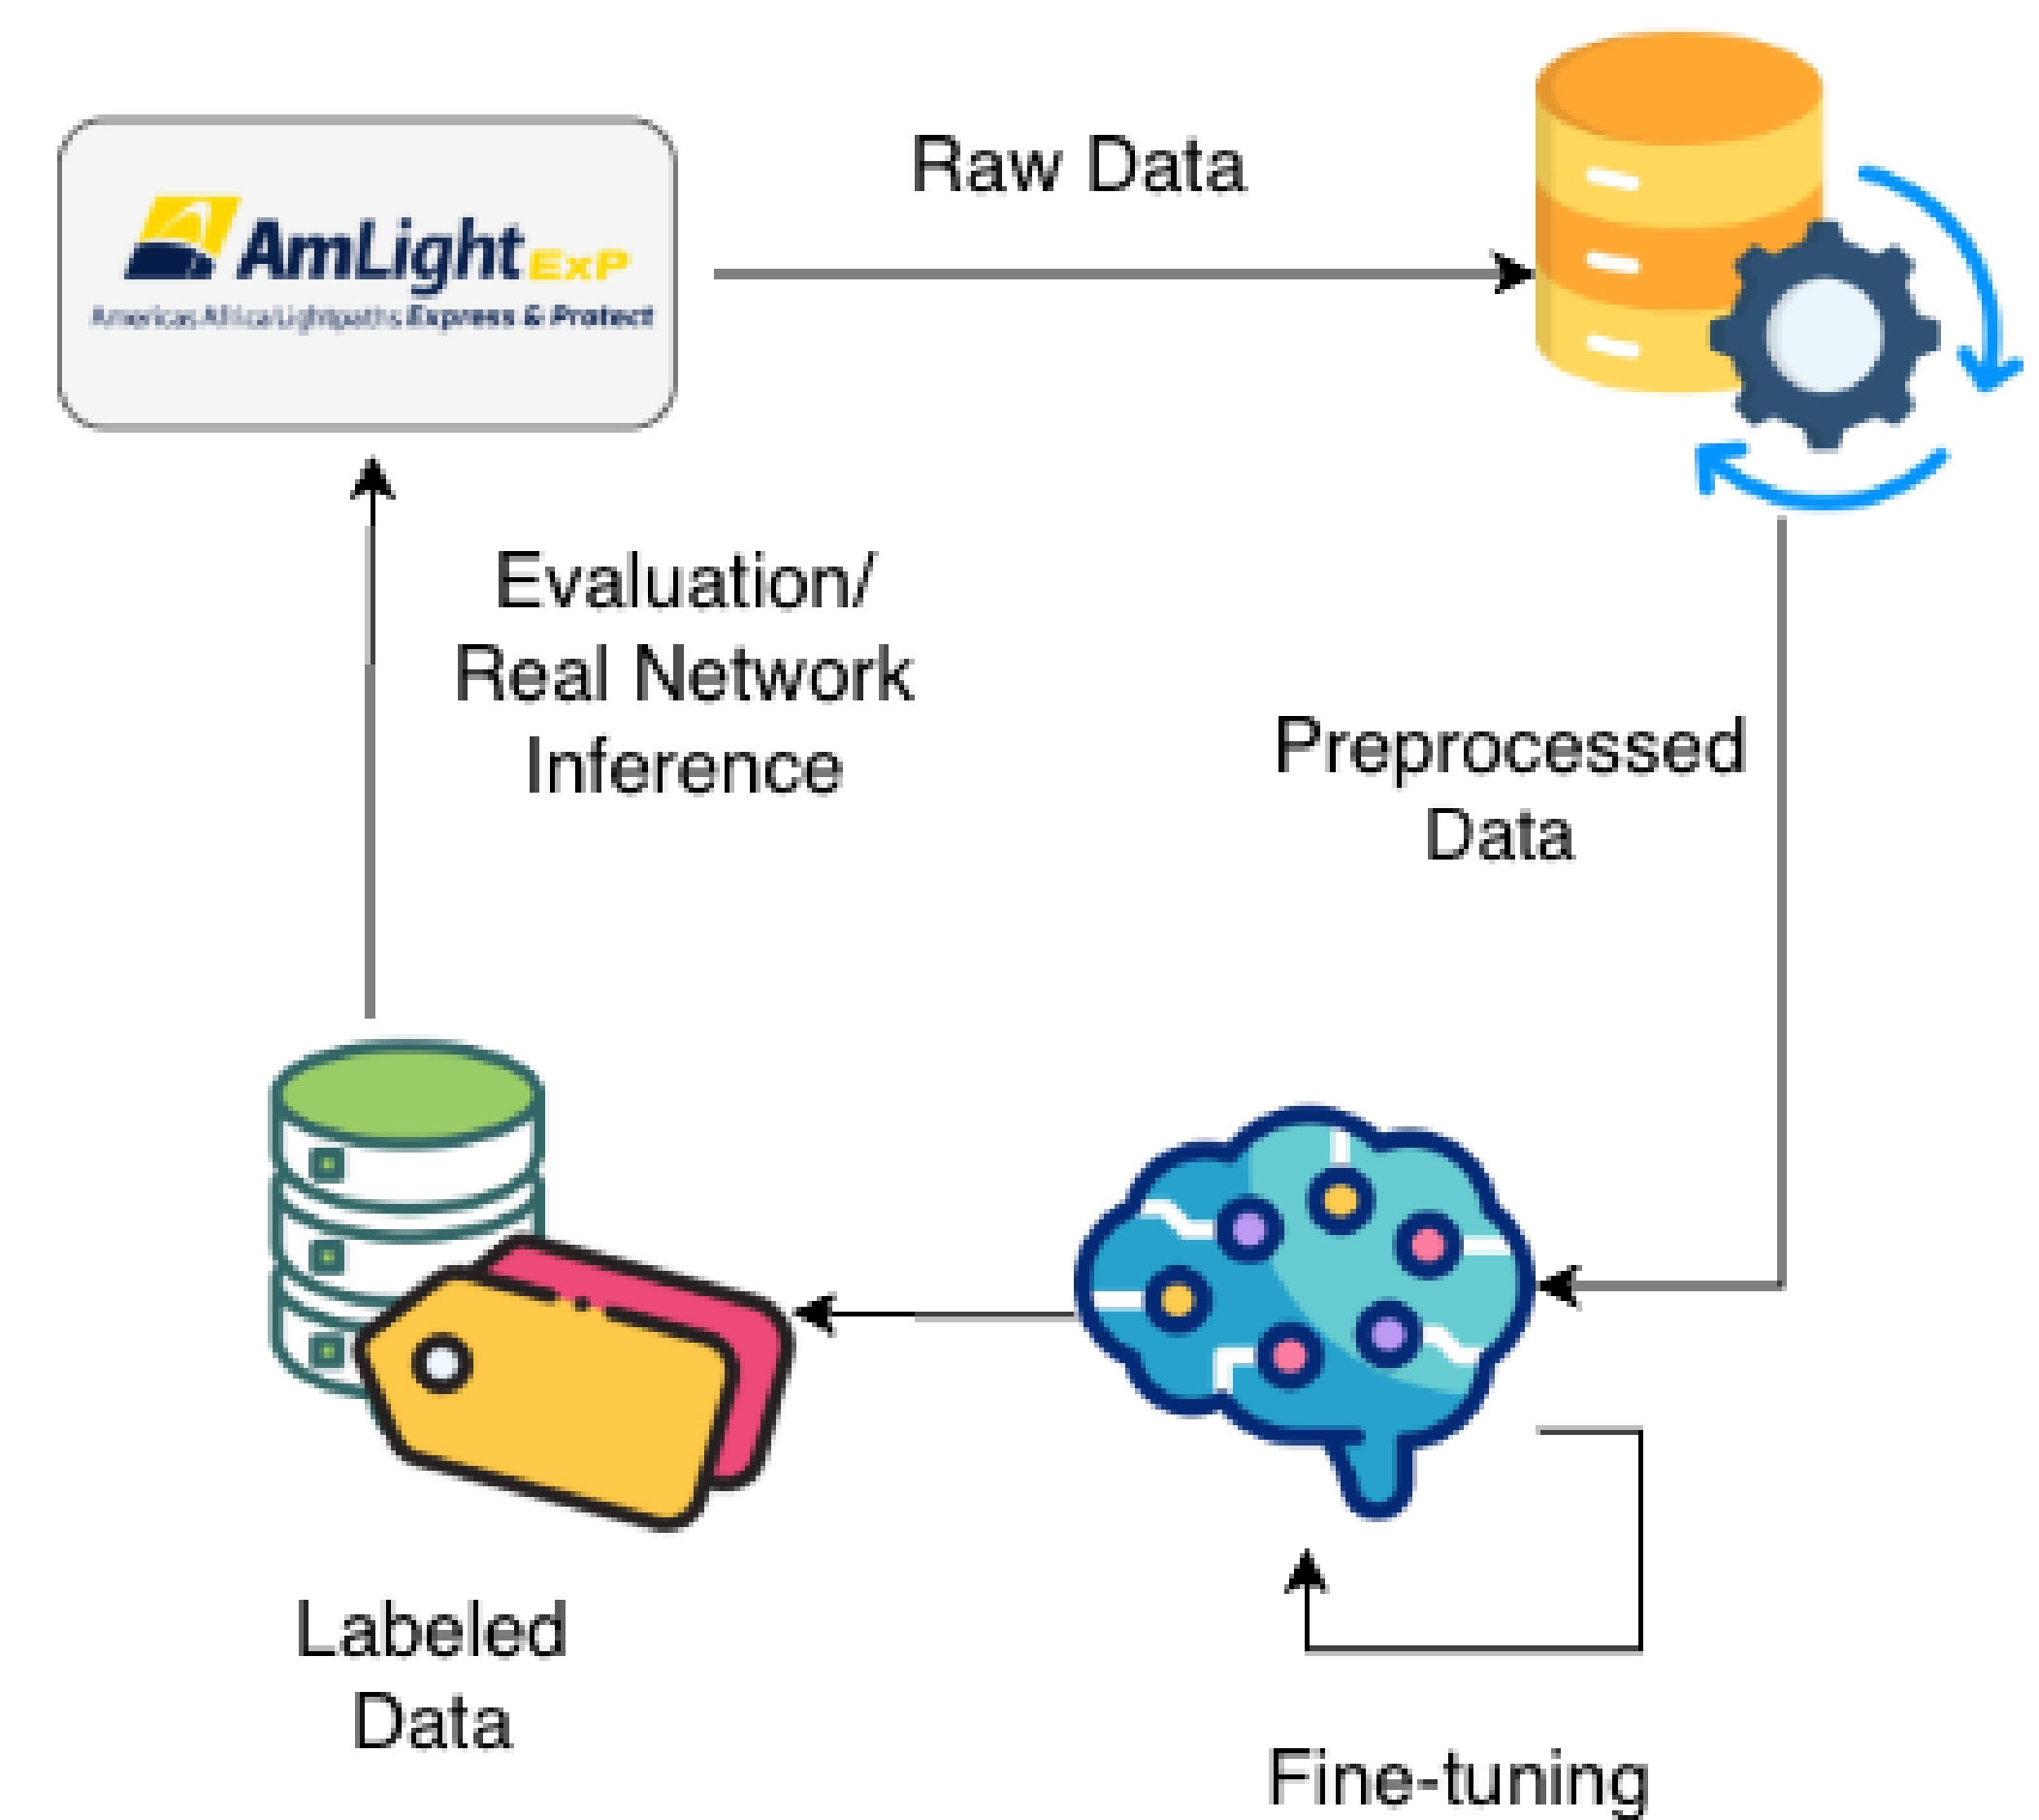 Raw Data
AmLight ExP
Americas Africa Lightpaths Express & Protect
Evaluation/
Real Network
Inference
Preprocessed
Data
Labeled
Data
Fine-tuning